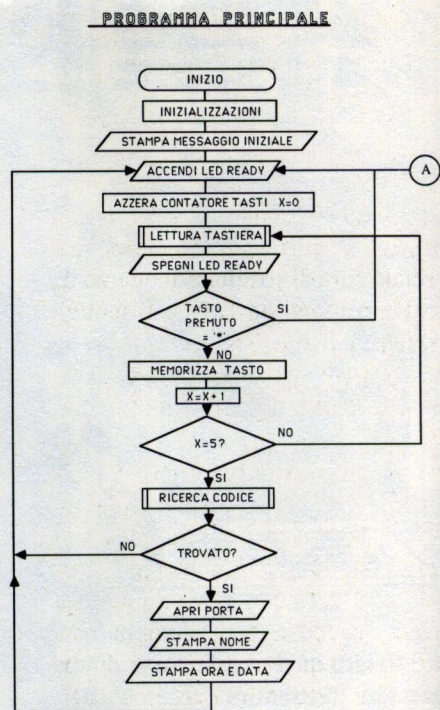 PROGRAMMA PRINCIPALE
INIZIO
INIZIALIZZAZIONI
STAMPA MESSAGGIO INIZIALE
ACCENDI LED READY
A
AZZERA CONTATORE TASTI X=0
LETTURA TASTIERA
SPEGNI LED READY
TASTO
PREMUTO
= '*'
SI
NO
MEMORIZZA TASTO
X=X+1
X=5?
NO
SI
RICERCA CODICE
TROVATO?
NO
SI
APRI PORTA
STAMPA NOME
STAMPA ORA E DATA